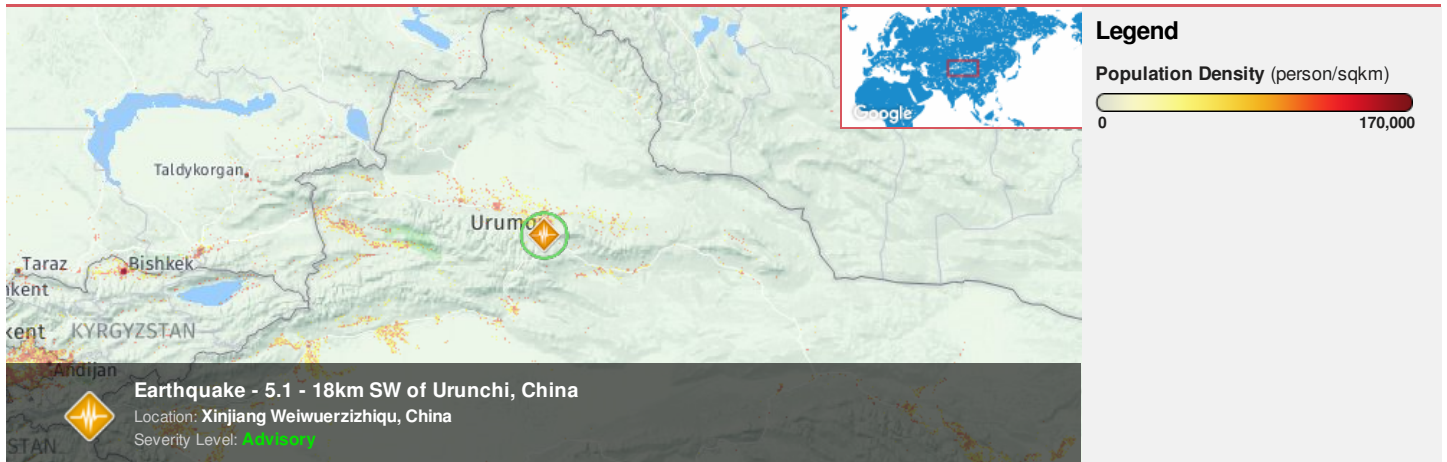 Taldykorgan
Urumq
Taraz
Bishkek
kent
kent
KYRGYZSTAN
Andijan
STAN
Google
Earthquake - 5.1 - 18km SW of Urunchi, China
Location: Xinjiang Weiwuerzizhiqu, China
Severity Level: Advisory
Legend
Population Density (person/sqkm)
0
170,000